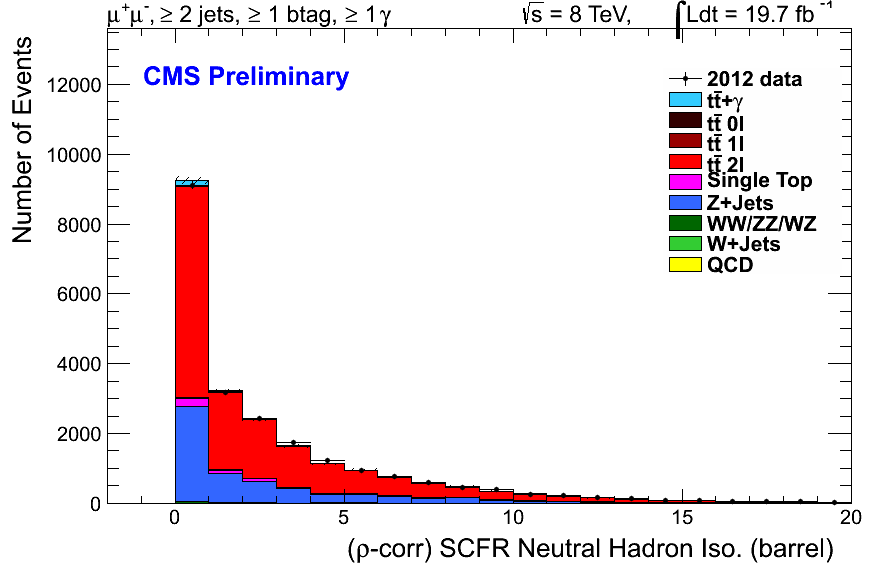 μ⁺μ⁻, ≥ 2 jets, ≥ 1 btag, ≥ 1 γ
√s = 8 TeV, ∫Ldt = 19.7 fb⁻¹
CMS Preliminary
2012 data
tt̄+γ
tt̄ 0l
tt̄ 1l
tt̄ 2l
Single Top
Z+Jets
WW/ZZ/WZ
W+Jets
QCD
Number of Events
12000
10000
8000
6000
4000
2000
0
0 5 10 15 20
(ρ-corr) SCFR Neutral Hadron Iso. (barrel)